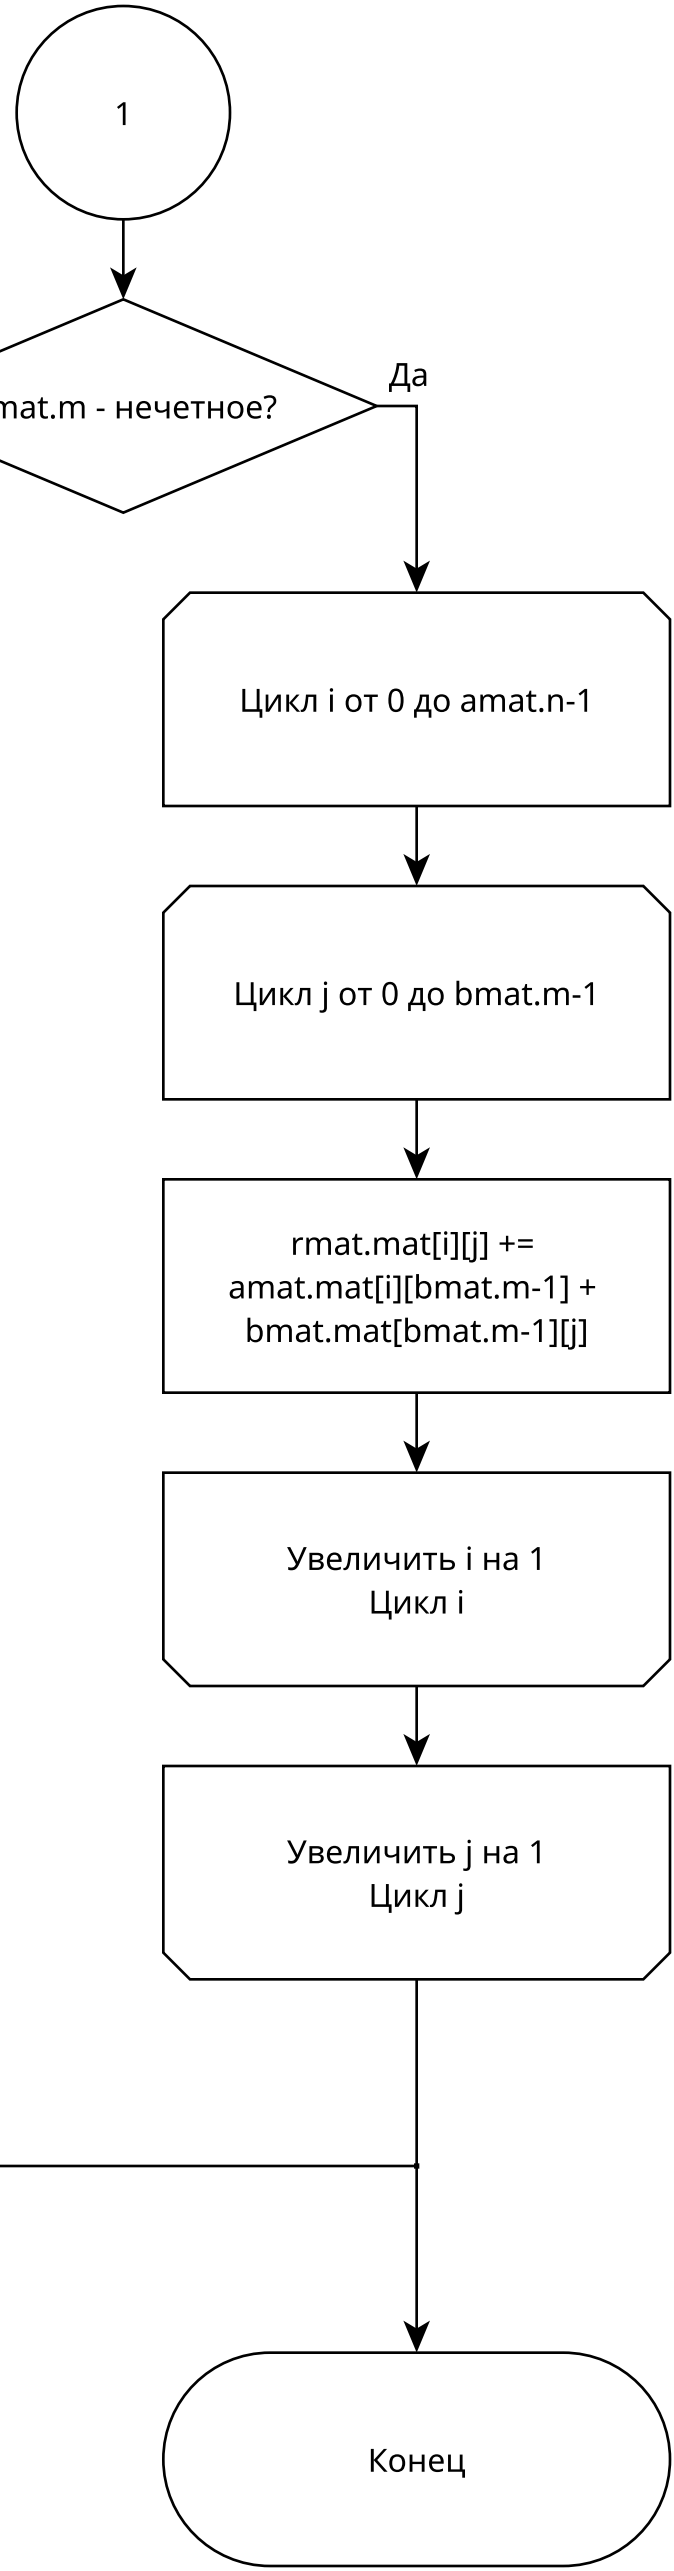 1
Да
mat.m - нечетное?
Цикл i от 0 до amat.n-1
Цикл j от 0 до bmat.m-1
rmat.mat[i][j] +=
amat.mat[i][bmat.m-1] +
bmat.mat[bmat.m-1][j]
Увеличить i на 1
Цикл i
Увеличить j на 1
Цикл j
Конец